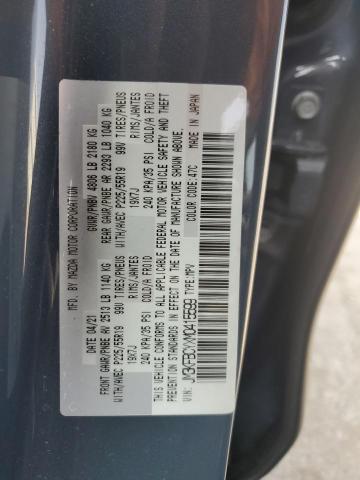 MFD. BY MAZDA MOTOR CORPORATION
DATE 04/21 GVWR/PNBV 4806 LB 2180 KG
FRONT GAWR/PNBE AV 2513 LB 1140 KG REAR GAWR/PNBE AR 2293 LB 1040 KG
WITH/AVEC P225/55R19 99V TIRES/PNEUS WITH/AVEC P225/55R19 99V TIRES/PNEUS
19X7J RIMS/JANTES 19X7J RIMS/JANTES
240 KPA/35 PSI COLD/A FROID 240 KPA/35 PSI COLD/A FROID
THIS VEHICLE CONFORMS TO ALL APPLICABLE FEDERAL MOTOR VEHICLE SAFETY AND THEFT
PREVENTION STANDARDS IN EFFECT ON THE DATE OF MANUFACTURE SHOWN ABOVE.
TYPE:MPV COLOR CODE:47C MADE IN JAPAN
VIN: